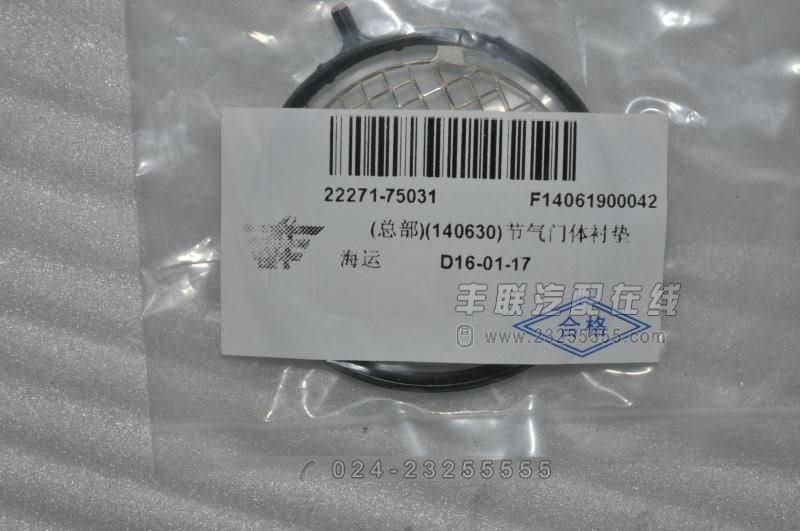 22271-75031 F14061900042
(总部)(140630)节气门体衬垫
海运 D16-01-17
丰联汽配在线
合格
www.23255555.com
024-23255555